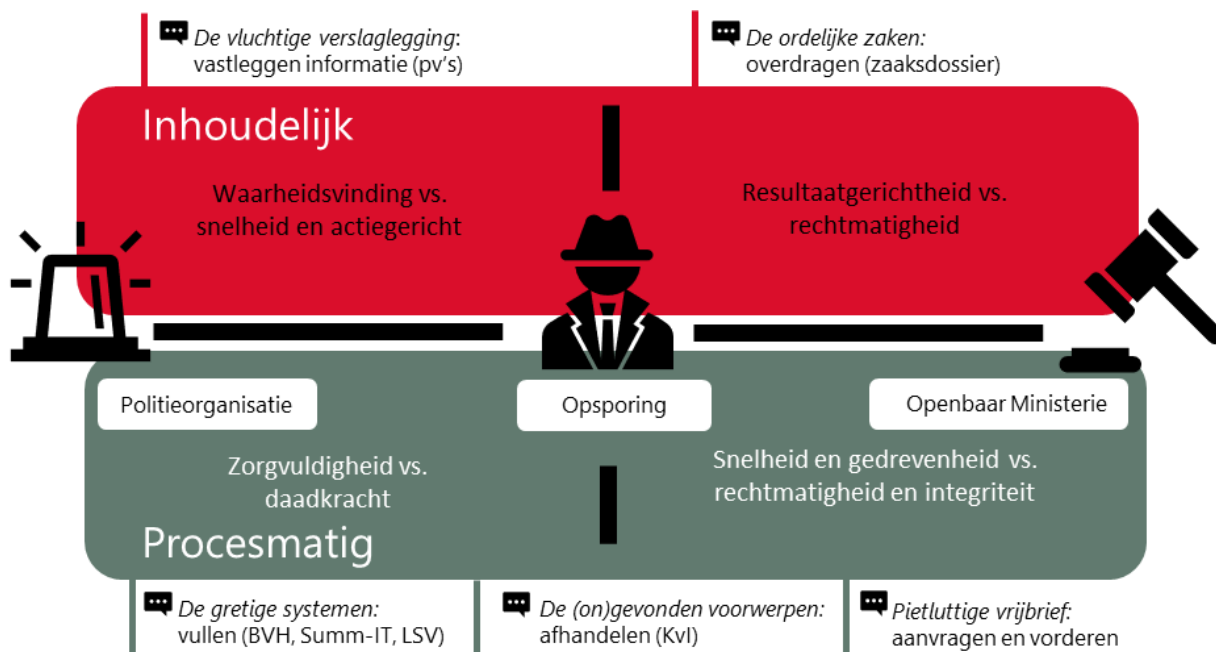 De vluchtige verslaglegging:
vastleggen informatie (pv's)
De ordelijke zaken:
overdragen (zaaksdossier)
Inhoudelijk
Waarheidsvinding vs.
snelheid en actiegericht
Resultaatgerichtheid vs.
rechtmatigheid
Politieorganisatie
Opsporing
Openbaar Ministerie
Zorgvuldigheid vs.
daadkracht
Snelheid en gedrevenheid vs.
rechtmatigheid en integriteit
Procesmatig
De gretige systemen:
vullen (BVH, Summ-IT, LSV)
De (on)gevonden voorwerpen:
afhandelen (KvI)
Pietluttige vrijbrief:
aanvragen en vorderen